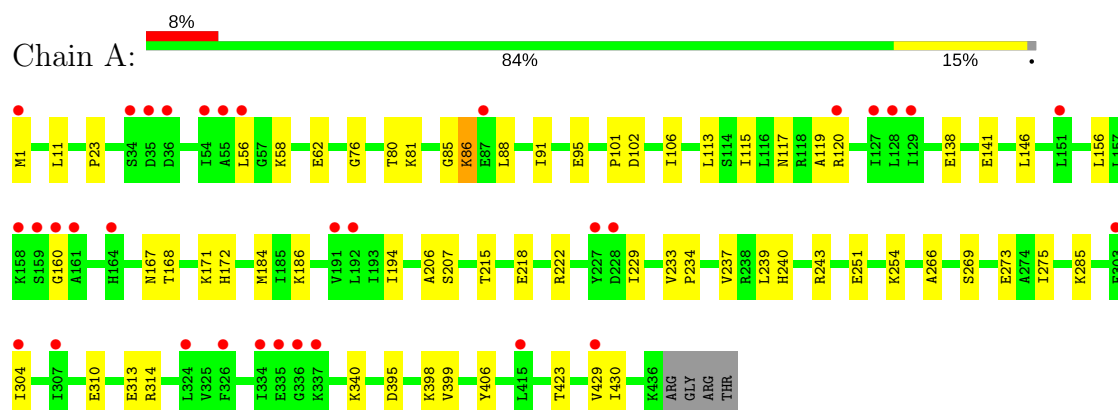 8%
Chain A:
84% 15% •
M1 L11 P23 S34 D35 D36 I54 A55 L56 G57 K58 E62 G76 T80 K81 G85 K86 E87 L88 I91 E95 P101 D102 I106 L113 S114 I115 L116 N117 R118 A119 R120 I127 L128 I129 E138 E141 L146 L151 L156 L157
K158 S159 G160 A161 H164 N167 T168 K171 H172 M184 I185 K186 V191 L192 I193 I194 A206 S207 T215 E218 R222 Y227 D228 I229 V233 P234 V237 R238 L239 H240 R243 E251 K254 A266 S269 E273 A274 I275 K285
I304 I307 E310 E313 R314 L324 V325 F326 I334 E335 G336 K337 K340 D395 K398 V399 Y406 L415 T423 V429 I430 K436 ARG GLY ARG THR